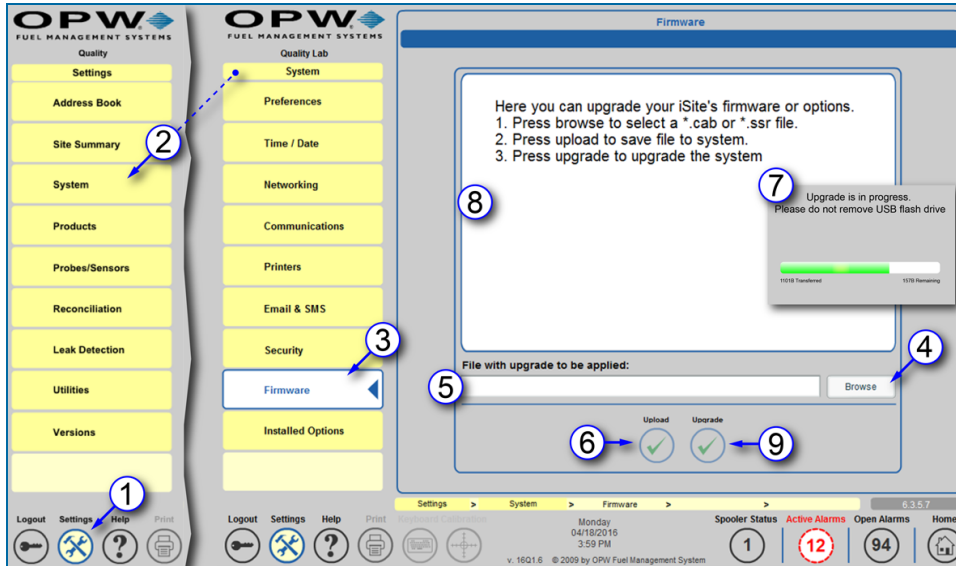 OPW
FUEL MANAGEMENT SYSTEMS
Quality
Settings
Address Book
Site Summary
System
Products
Probes/Sensors
Reconciliation
Leak Detection
Utilities
Versions
2
1
Logout Settings Help Print
OPW
FUEL MANAGEMENT SYSTEMS
Quality Lab
System
Preferences
Time / Date
Networking
Communications
Printers
Email & SMS
Security
3
Firmware
Installed Options
Logout Settings Help Print Keyboard Calibration
Firmware
Here you can upgrade your iSite's firmware or options.
1. Press browse to select a *.cab or *.ssr file.
2. Press upload to save file to system.
3. Press upgrade to upgrade the system
8
7
Upgrade is in progress.
Please do not remove USB flash drive
1101B Transferred 157B Remaining
4
File with upgrade to be applied:
5
Browse
Upload Upgrade
6
9
Settings > System > Firmware > > 6.3.5.7
Monday
04/18/2016
3:59 PM
v. 16Q1.6 © 2009 by OPW Fuel Management System
Spooler Status Active Alarms Open Alarms Home
1 12 94